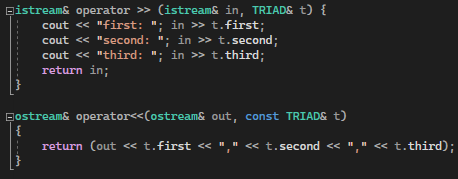 istream& operator >> (istream& in, TRIAD& t) {
cout << "first: "; in >> t.first;
cout << "second: "; in >> t.second;
cout << "third: "; in >> t.third;
return in;
}
ostream& operator<<(ostream& out, const TRIAD& t)
{
return (out << t.first << "," << t.second << "," << t.third);
}